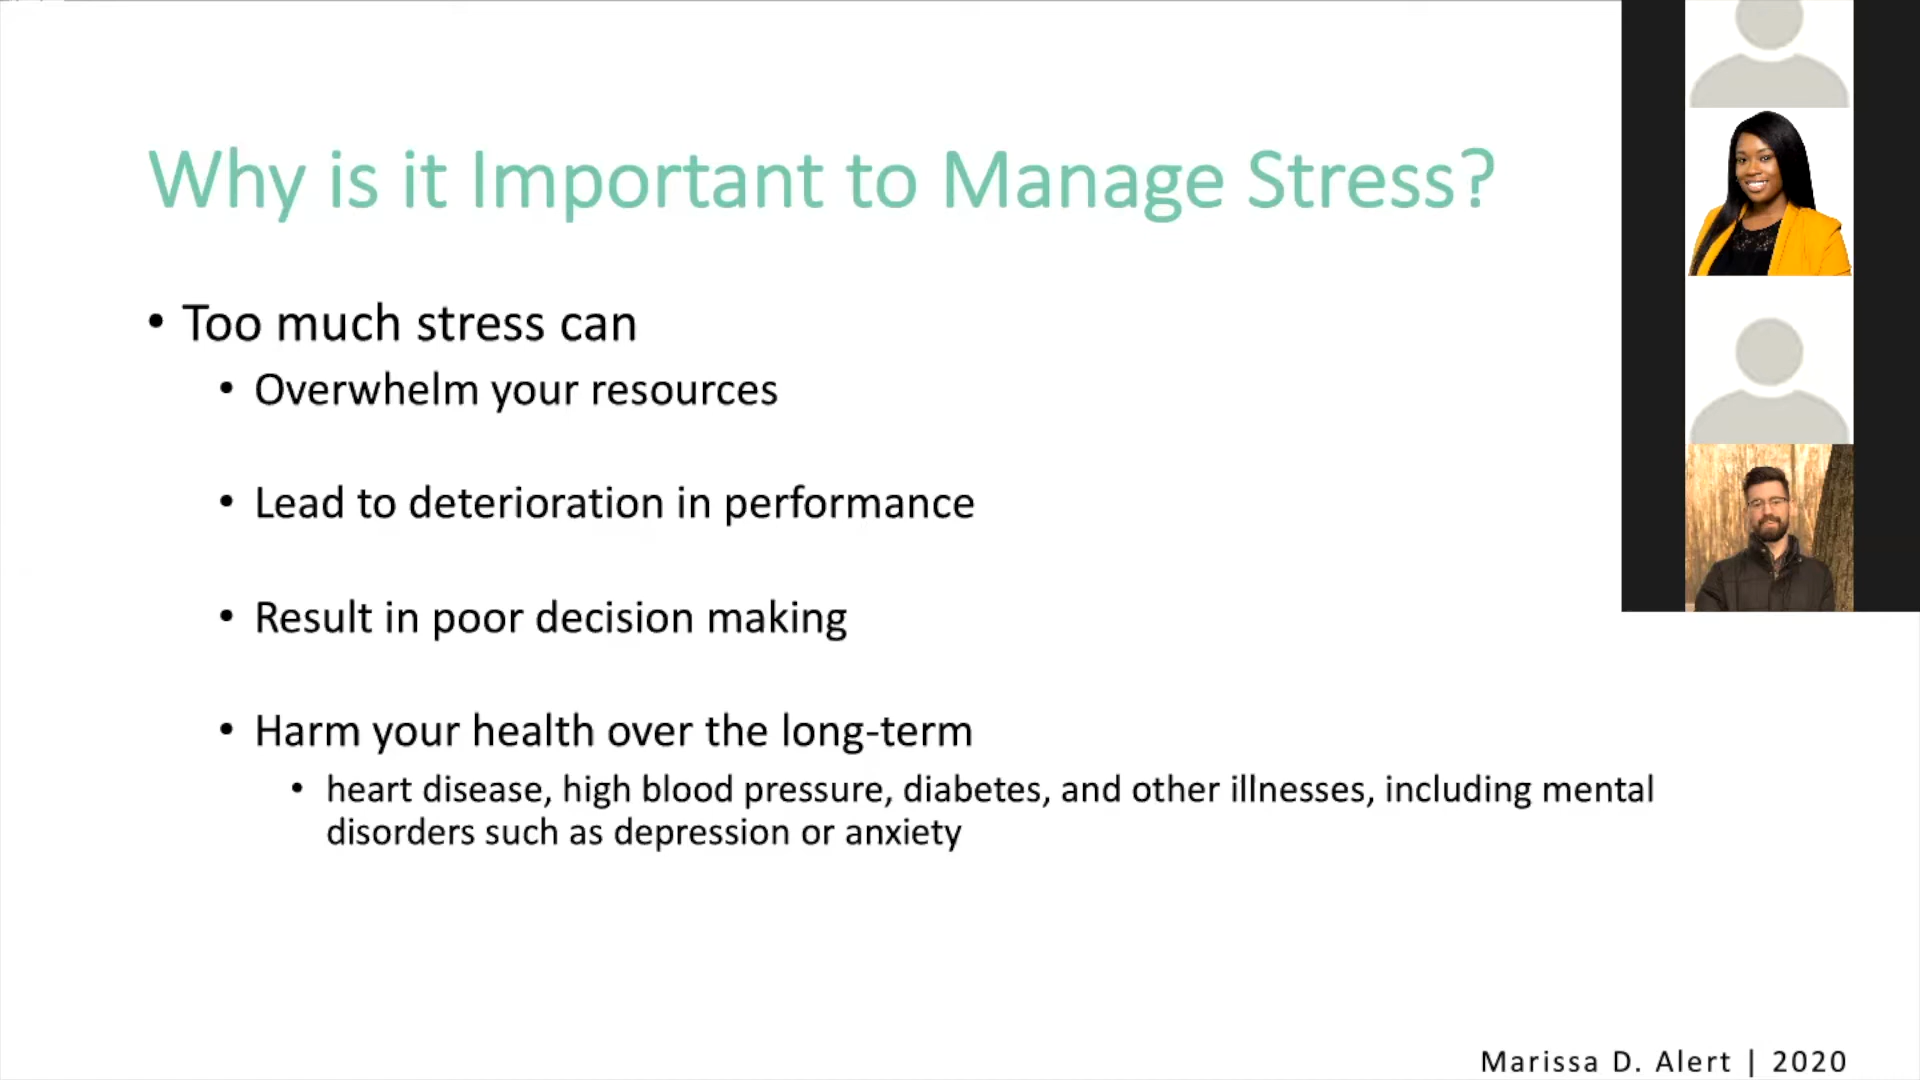 Why is it Important to Manage Stress?
• Too much stress can
• Overwhelm your resources
• Lead to deterioration in performance
• Result in poor decision making
• Harm your health over the long-term
• heart disease, high blood pressure, diabetes, and other illnesses, including mental
disorders such as depression or anxiety
Marissa D. Alert | 2020